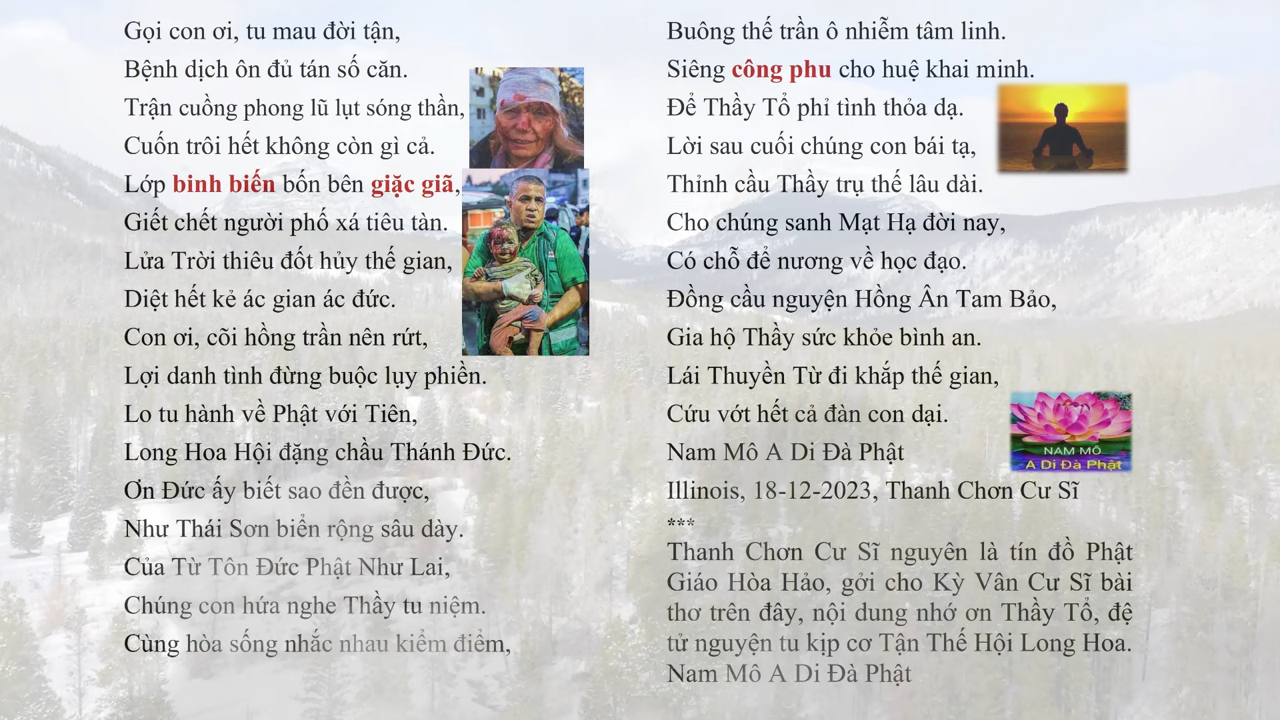 Gọi con ơi, tu mau đời tận,
Bệnh dịch ôn đủ tán số căn.
Trận cuồng phong lũ lụt sóng thần,
Cuốn trôi hết không còn gì cả.
Lớp binh biến bốn bên giặc giã,
Giết chết người phố xá tiêu tàn.
Lửa Trời thiêu đốt hủy thế gian,
Diệt hết kẻ ác gian ác đức.
Con ơi, cõi hồng trần nên rứt,
Lợi danh tình đừng buộc lụy phiền.
Lo tu hành về Phật với Tiên,
Long Hoa Hội đặng chầu Thánh Đức.
Ơn Đức ấy biết sao đền được,
Như Thái Sơn biển rộng sâu dày.
Của Từ Tôn Đức Phật Như Lai,
Chúng con hứa nghe Thầy tu niệm.
Cùng hòa sống nhắc nhau kiểm điểm,
Buông thế trần ô nhiễm tâm linh.
Siêng công phu cho huệ khai minh.
Để Thầy Tổ phỉ tình thỏa dạ.
Lời sau cuối chúng con bái tạ,
Thỉnh cầu Thầy trụ thế lâu dài.
Cho chúng sanh Mạt Hạ đời nay,
Có chỗ để nương về học đạo.
Đồng cầu nguyện Hồng Ân Tam Bảo,
Gia hộ Thầy sức khỏe bình an.
Lái Thuyền Từ đi khắp thế gian,
Cứu vớt hết cả đàn con dại.
NAM MÔ
A Di Đà Phật
Nam Mô A Di Đà Phật
Illinois, 18-12-2023, Thanh Chơn Cư Sĩ
***
Thanh Chơn Cư Sĩ nguyên là tín đồ Phật
Giáo Hòa Hảo, gởi cho Kỳ Vân Cư Sĩ bài
thơ trên đây, nội dung nhớ ơn Thầy Tổ, đệ
tử nguyện tu kịp cơ Tận Thế Hội Long Hoa.
Nam Mô A Di Đà Phật